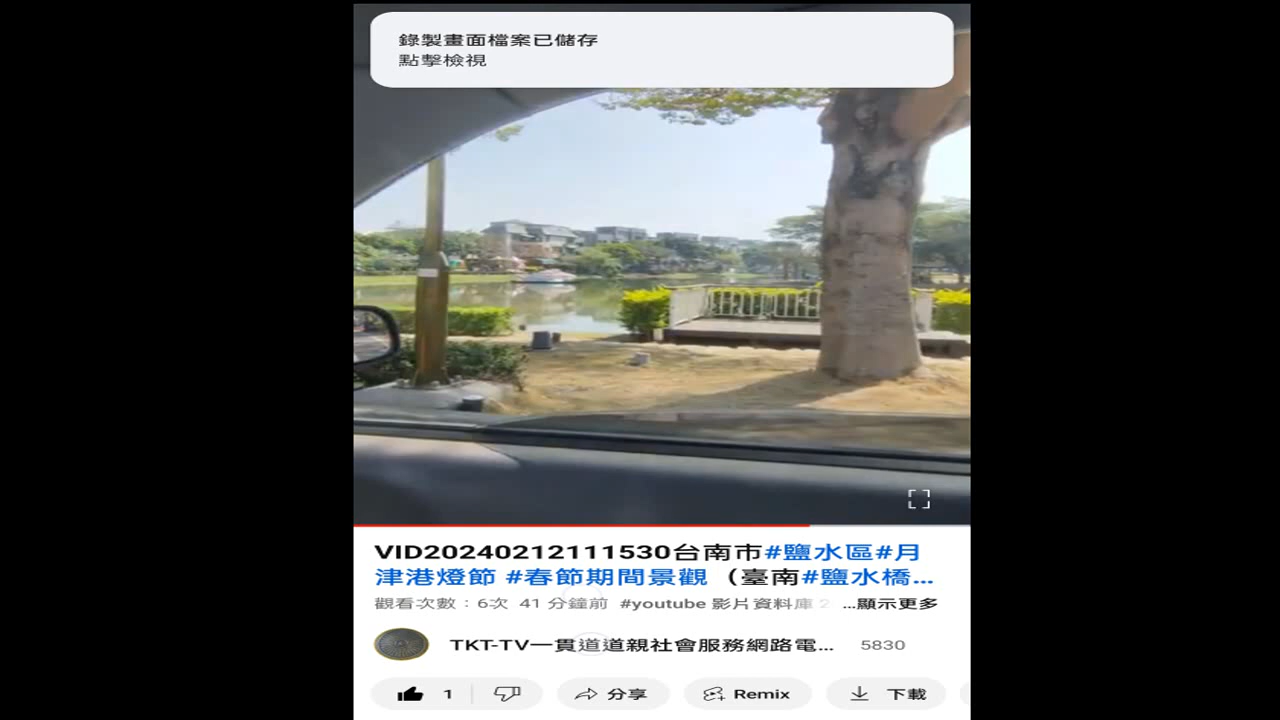 錄製畫面檔案已儲存
點擊檢視
VID20240212111530台南市#鹽水區#月
津港燈節 #春節期間景觀（臺南#鹽水橋...
觀看次數：6次 41 分鐘前 #youtube 影片資料庫 2 ...顯示更多
TKT-TV一貫道道親社會服務網路電... 5830
1 分享 Remix 下載